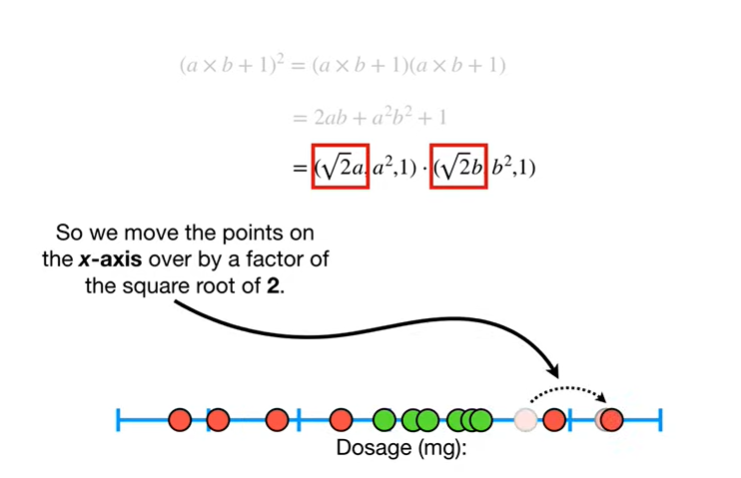 (a × b + 1)² = (a × b + 1)(a × b + 1)
= 2ab + a²b² + 1
= (√2a, a²,1) · (√2b, b²,1)
So we move the points on
the x-axis over by a factor of
the square root of 2.
Dosage (mg):